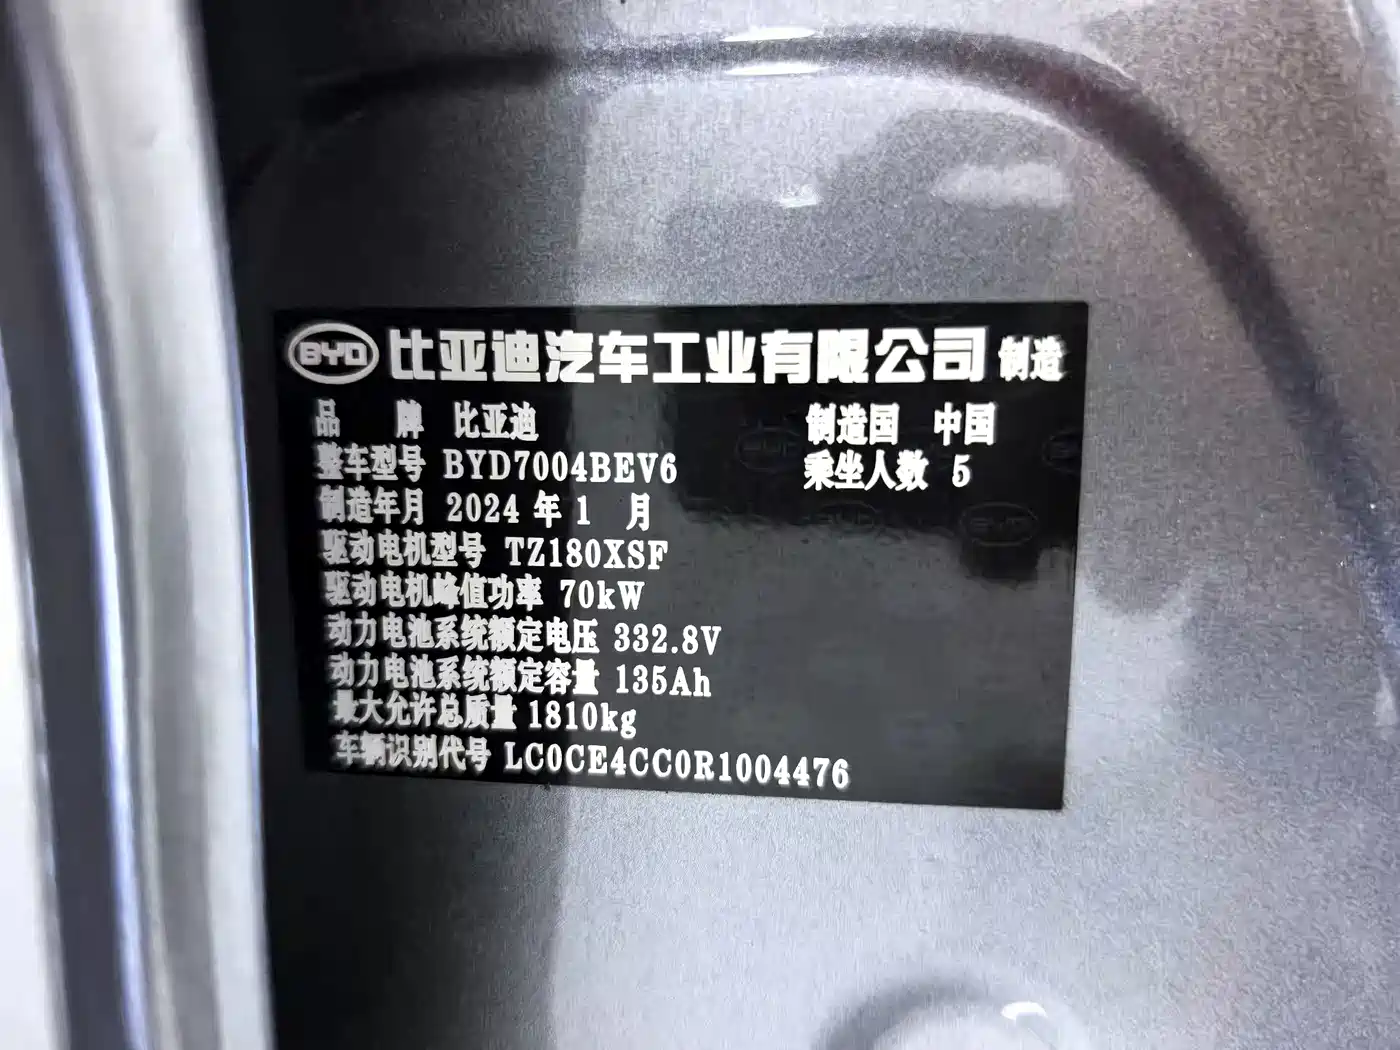 BYD 比亚迪汽车工业有限公司 制造
品 牌 比亚迪 制造国 中国
整车型号 BYD7004BEV6 乘坐人数 5
制造年月 2024 年 1 月
驱动电机型号 TZ180XSF
驱动电机峰值功率 70kW
动力电池系统额定电压 332.8V
动力电池系统额定容量 135Ah
最大允许总质量 1810kg
车辆识别代号 LC0CE4CC0R1004476